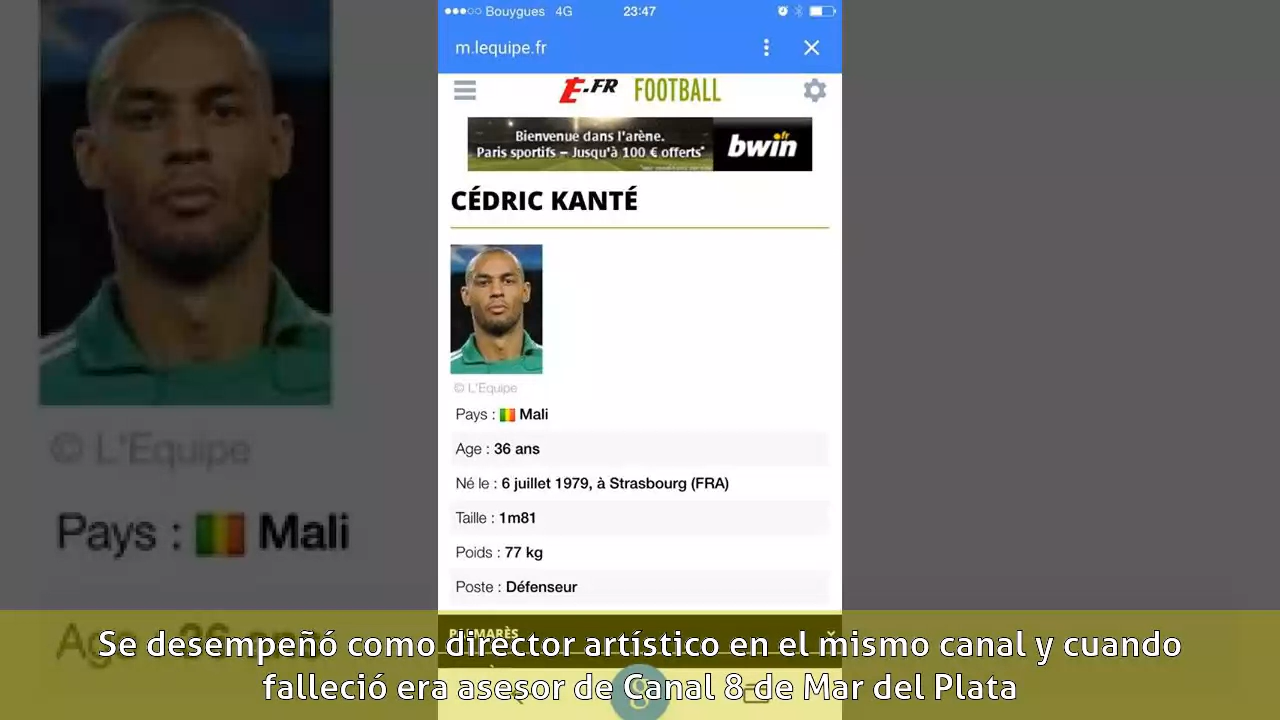 Bouygues 4G 23:47
m.lequipe.fr
É.FR FOOTBALL
Bienvenue dans l'arène.
Paris sportifs – Jusqu'à 100 € offerts*
bwin.fr
CÉDRIC KANTÉ
© L'Equipe
Pays : Mali
Age : 36 ans
Né le : 6 juillet 1979, à Strasbourg (FRA)
Taille : 1m81
Poids : 77 kg
Poste : Défenseur
© L'Equipe
Pays : Mali
Se desempeñó como director artístico en el mismo canal y cuando
falleció era asesor de Canal 8 de Mar del Plata